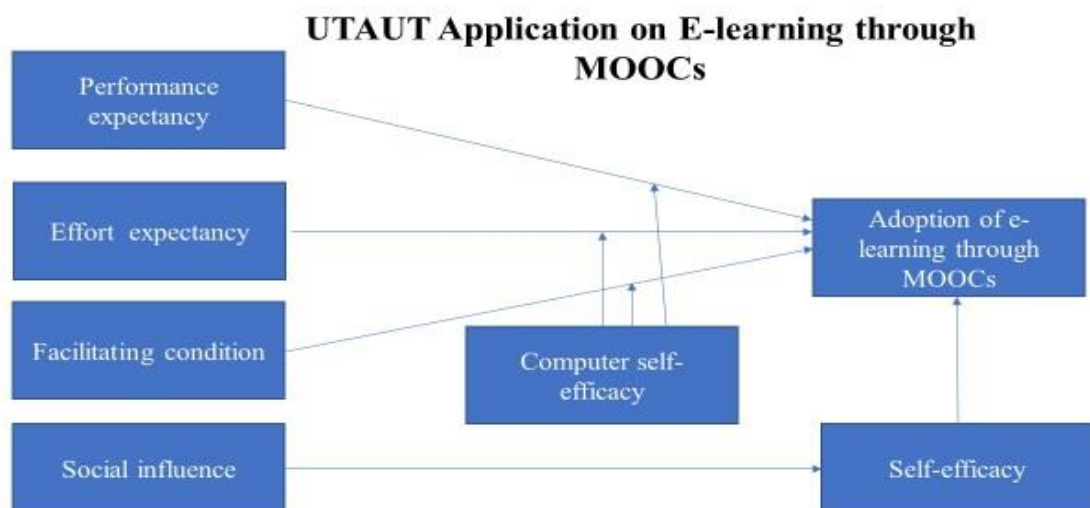 UTAUT Application on E-learning through
MOOCs
Performance
expectancy
Effort expectancy
Adoption of e-
learning through
MOOCs
Facilitating condition
Computer self-
efficacy
Social influence
Self-efficacy